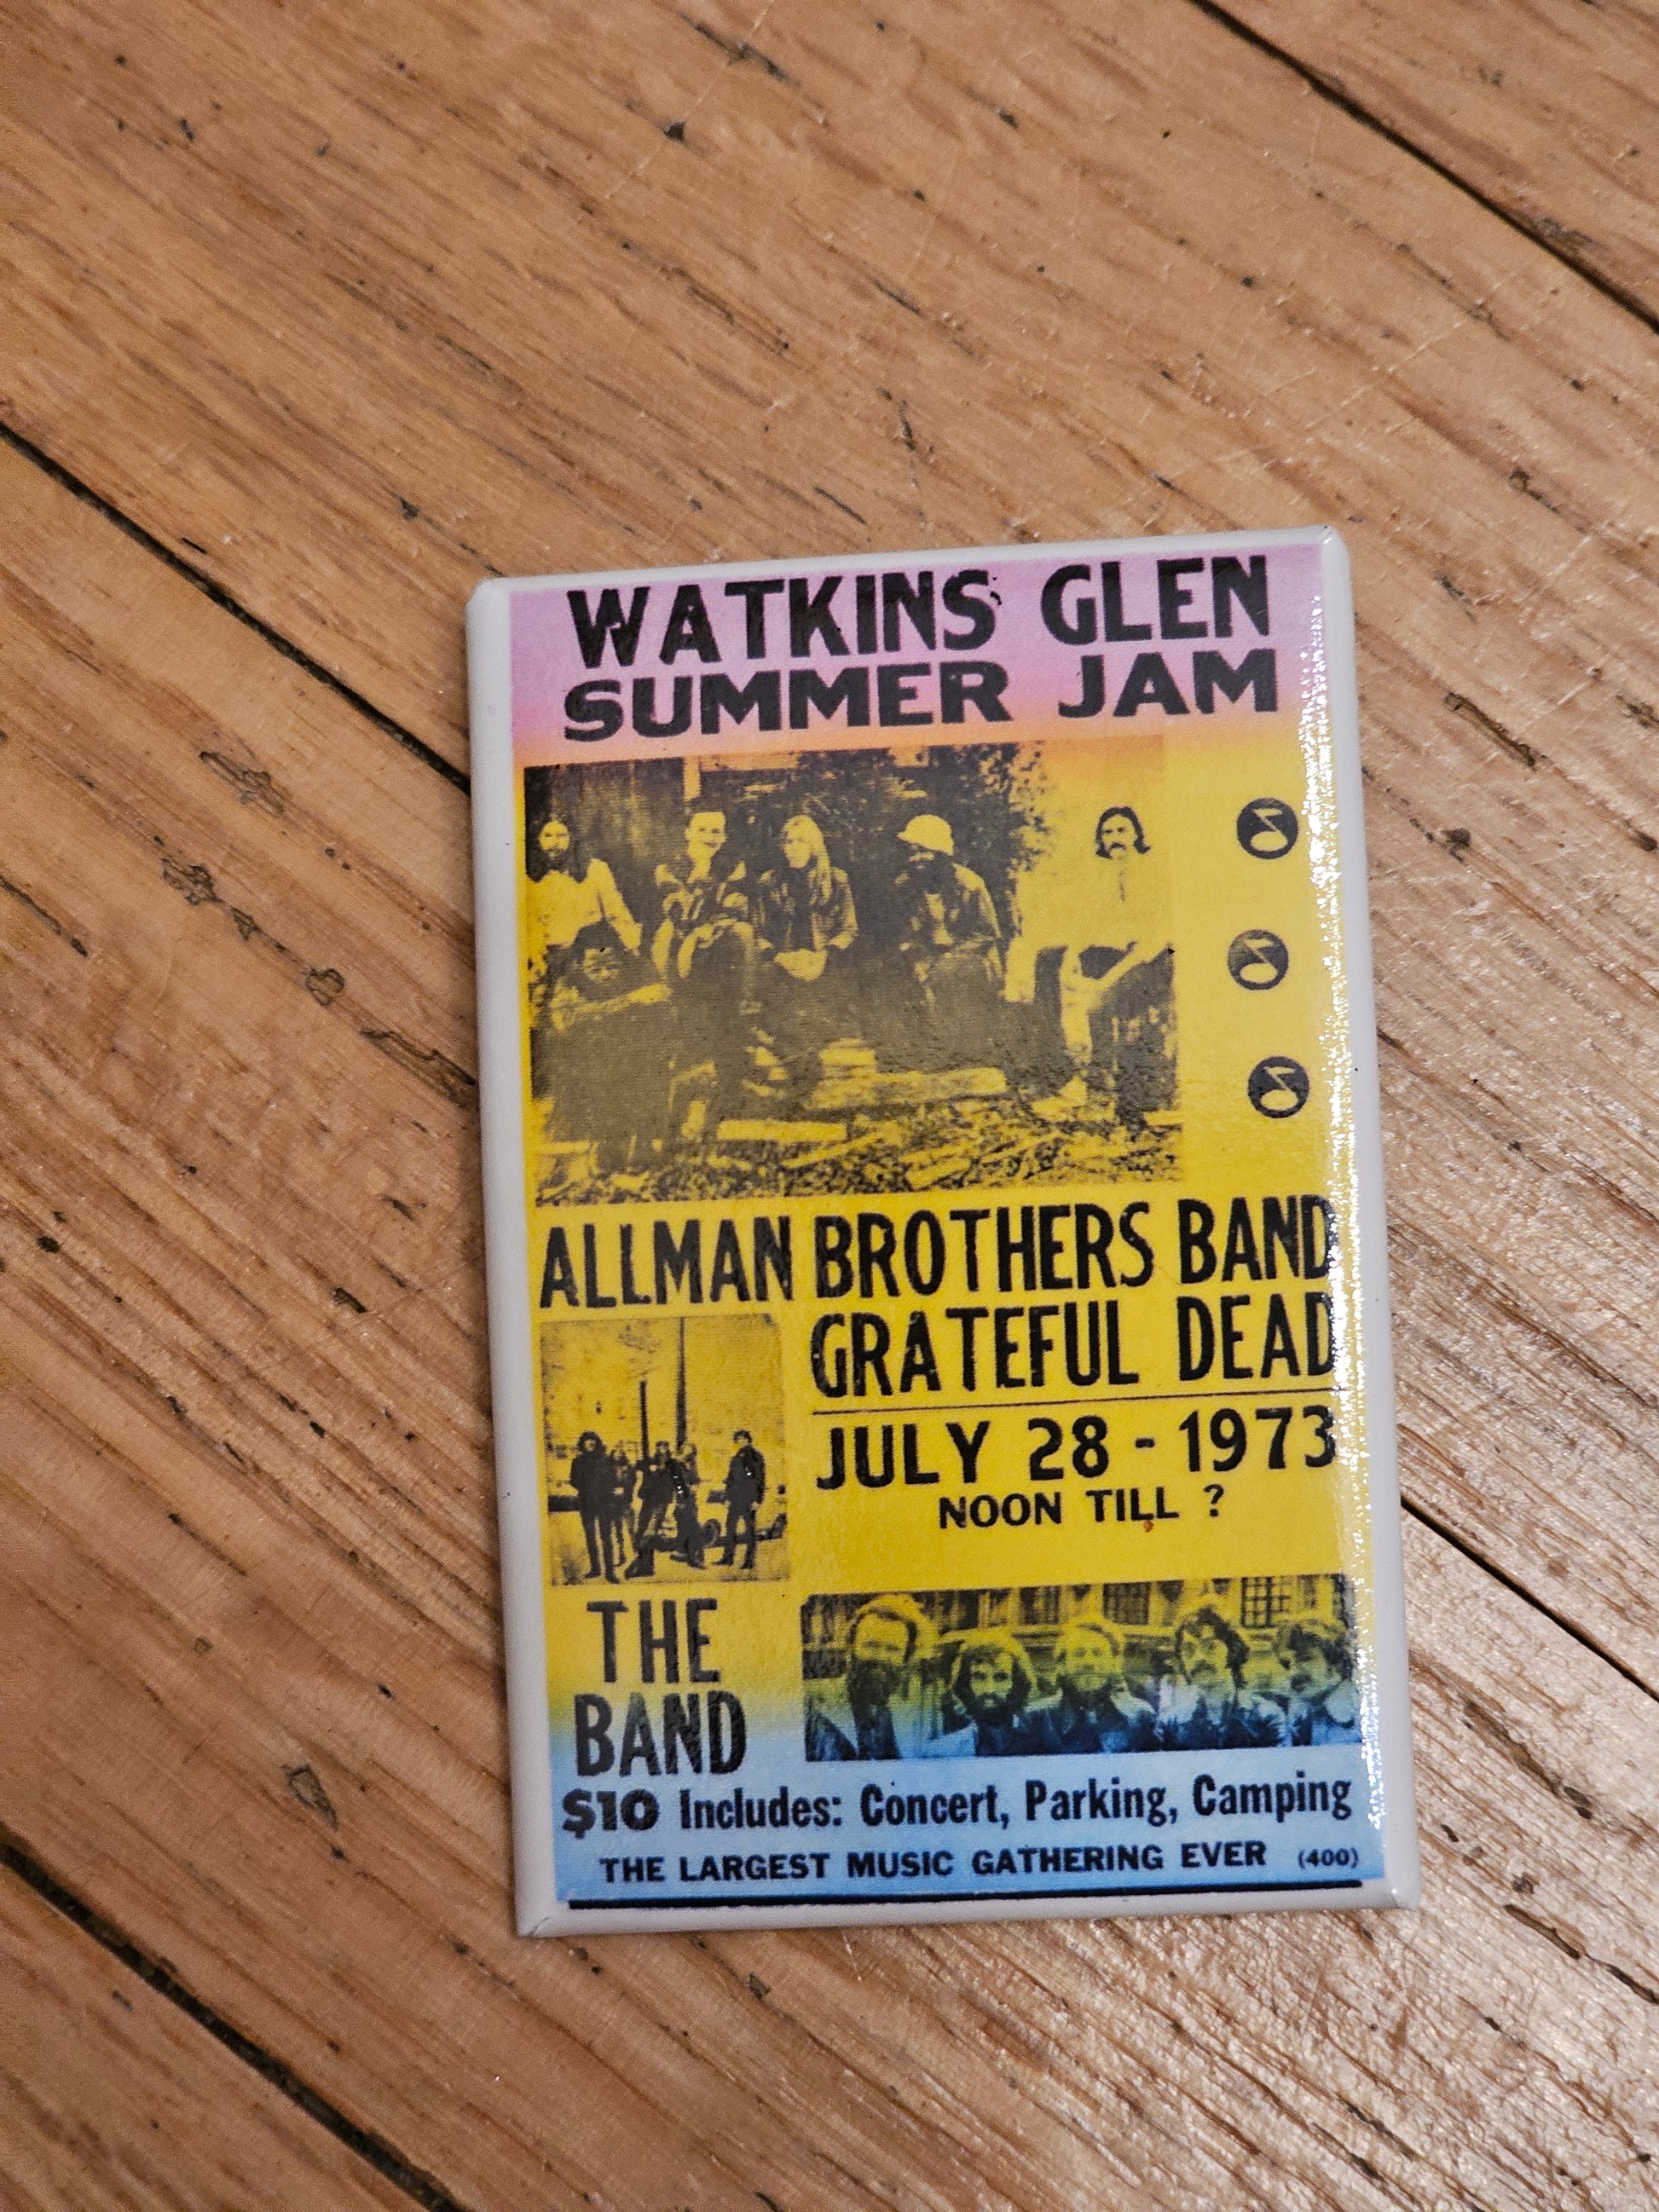 WATKINS GLEN
SUMMER JAM
ALLMAN BROTHERS BAND
GRATEFUL DEAD
JULY 28 - 1973
NOON TILL ?
THE
BAND
$10 Includes: Concert, Parking, Camping
THE LARGEST MUSIC GATHERING EVER (400)